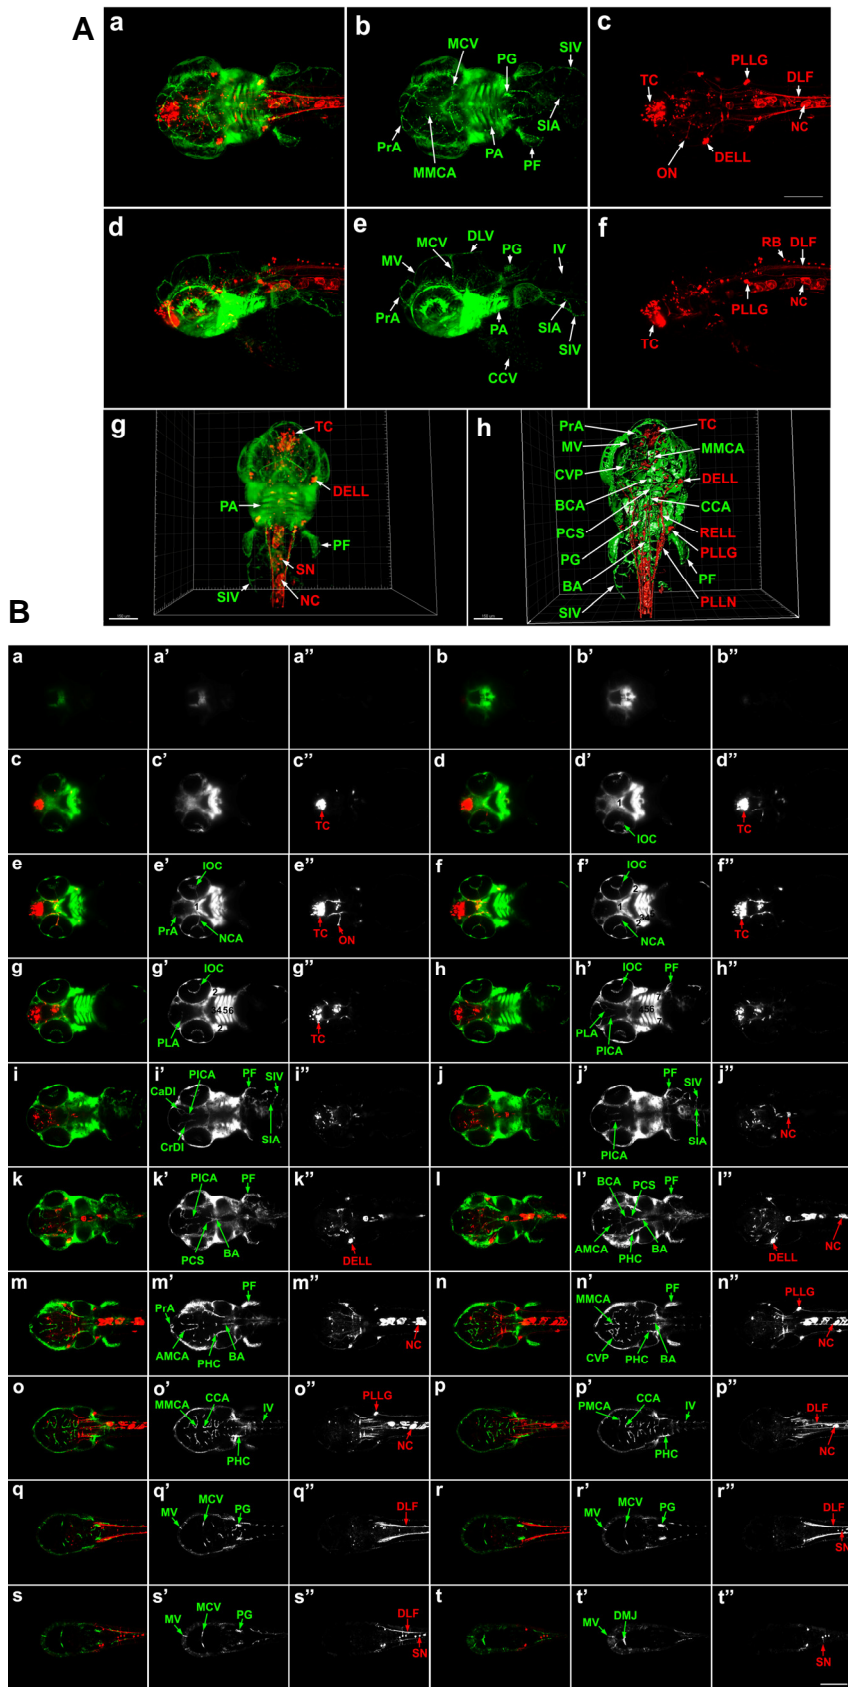 A
a
b
c
MCV
PG
SIV
PLLG
DLF
TC
SIA
NC
PrA
MMCA
PA
PF
ON
DELL
d
e
f
MCV
DLV
PG
IV
RB
DLF
MV
PrA
PA
SIA
SIV
PLLG
NC
TC
CCV
g
h
TC
DELL
PA
PF
SN
SIV
NC
PrA
TC
MV
MMCA
CVP
DELL
BCA
CCA
PCS
RELL
PG
PLLG
BA
PF
SIV
PLLN
B
a
a’
a’’
b
b’
b’’
c
c’
c’’
d
d’
d’’
TC
1
IOC
TC
e
e’
e’’
f
f’
f’’
IOC
1
PrA
NCA
TC
ON
IOC
2
1
2
NCA
TC
g
g’
g’’
h
h’
h’’
IOC
2
3456
2
PLA
TC
IOC
PF
7
456
7
PLA
PICA
i
i’
i’’
j
j’
j’’
PICA
PF
SIV
CaDI
CrDI
SIA
PF
SIV
PICA
SIA
NC
k
k’
k’’
l
l’
l’’
PICA
PF
PCS
BA
DELL
BCA
PCS
PF
AMCA
PHC
BA
DELL
NC
m
m’
m’’
n
n’
n’’
PrA
PF
AMCA
PHC
BA
NC
MMCA
PF
CVP
PHC
BA
PLLG
NC
o
o’
o’’
p
p’
p’’
MMCA
CCA
IV
PHC
PLLG
NC
PMCA
CCA
IV
PHC
DLF
NC
q
q’
q’’
r
r’
r’’
MV
MCV
PG
DLF
MV
MCV
PG
DLF
SN
s
s’
s’’
t
t’
t’’
MV
MCV
PG
DLF
SN
MV
DMJ
SN